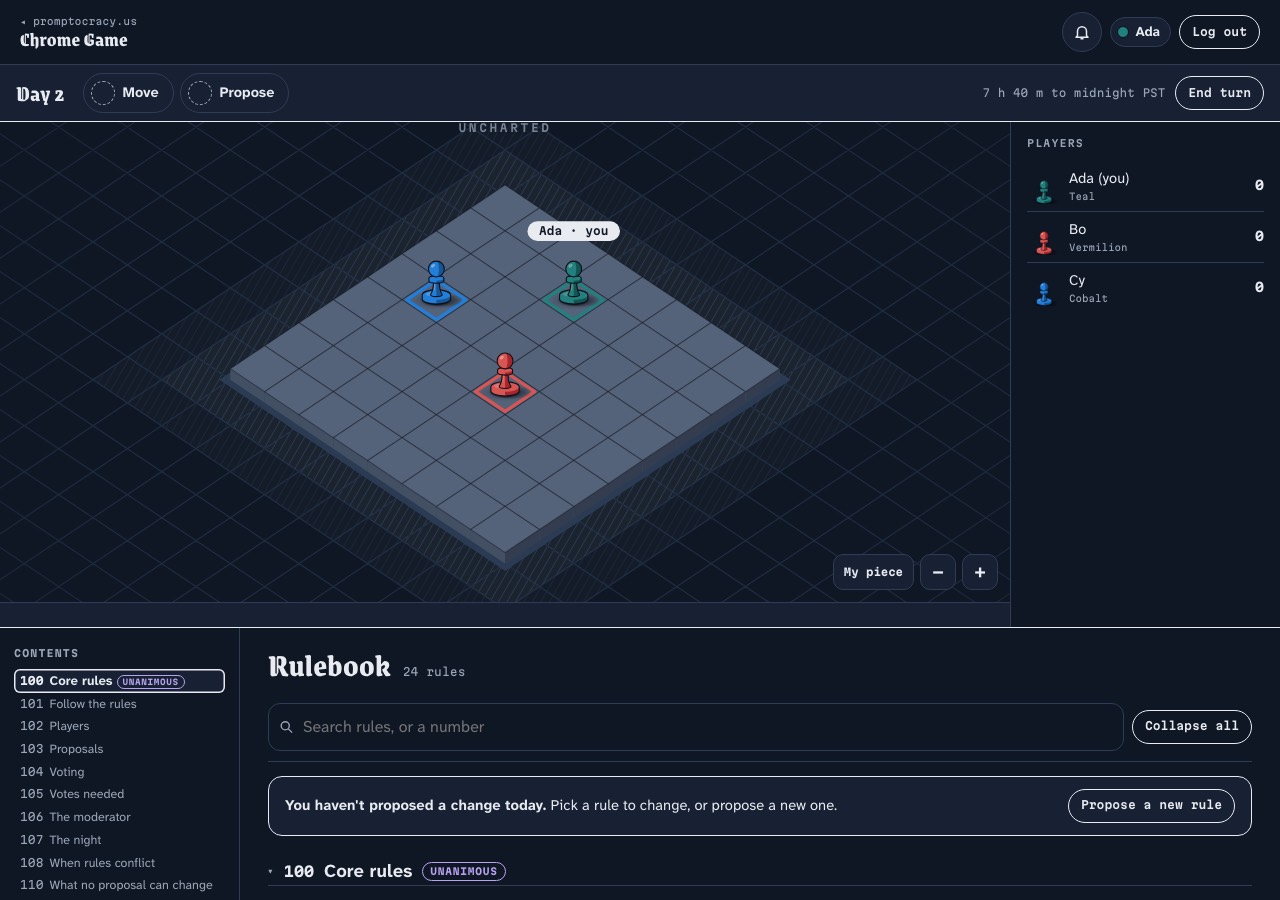 ◂ promptocracy.us
Chrome Game
Ada
Log out
Day 2
Move
Propose
7 h 40 m to midnight PST
End turn
UNCHARTED
Ada · you
My piece
−
+
PLAYERS
Ada (you)
Teal
0
Bo
Vermilion
0
Cy
Cobalt
0
CONTENTS
100 Core rules UNANIMOUS
101 Follow the rules
102 Players
103 Proposals
104 Voting
105 Votes needed
106 The moderator
107 The night
108 When rules conflict
110 What no proposal can change
Rulebook 24 rules
Search rules, or a number
Collapse all
You haven't proposed a change today. Pick a rule to change, or propose a new one.
Propose a new rule
▾ 100 Core rules UNANIMOUS